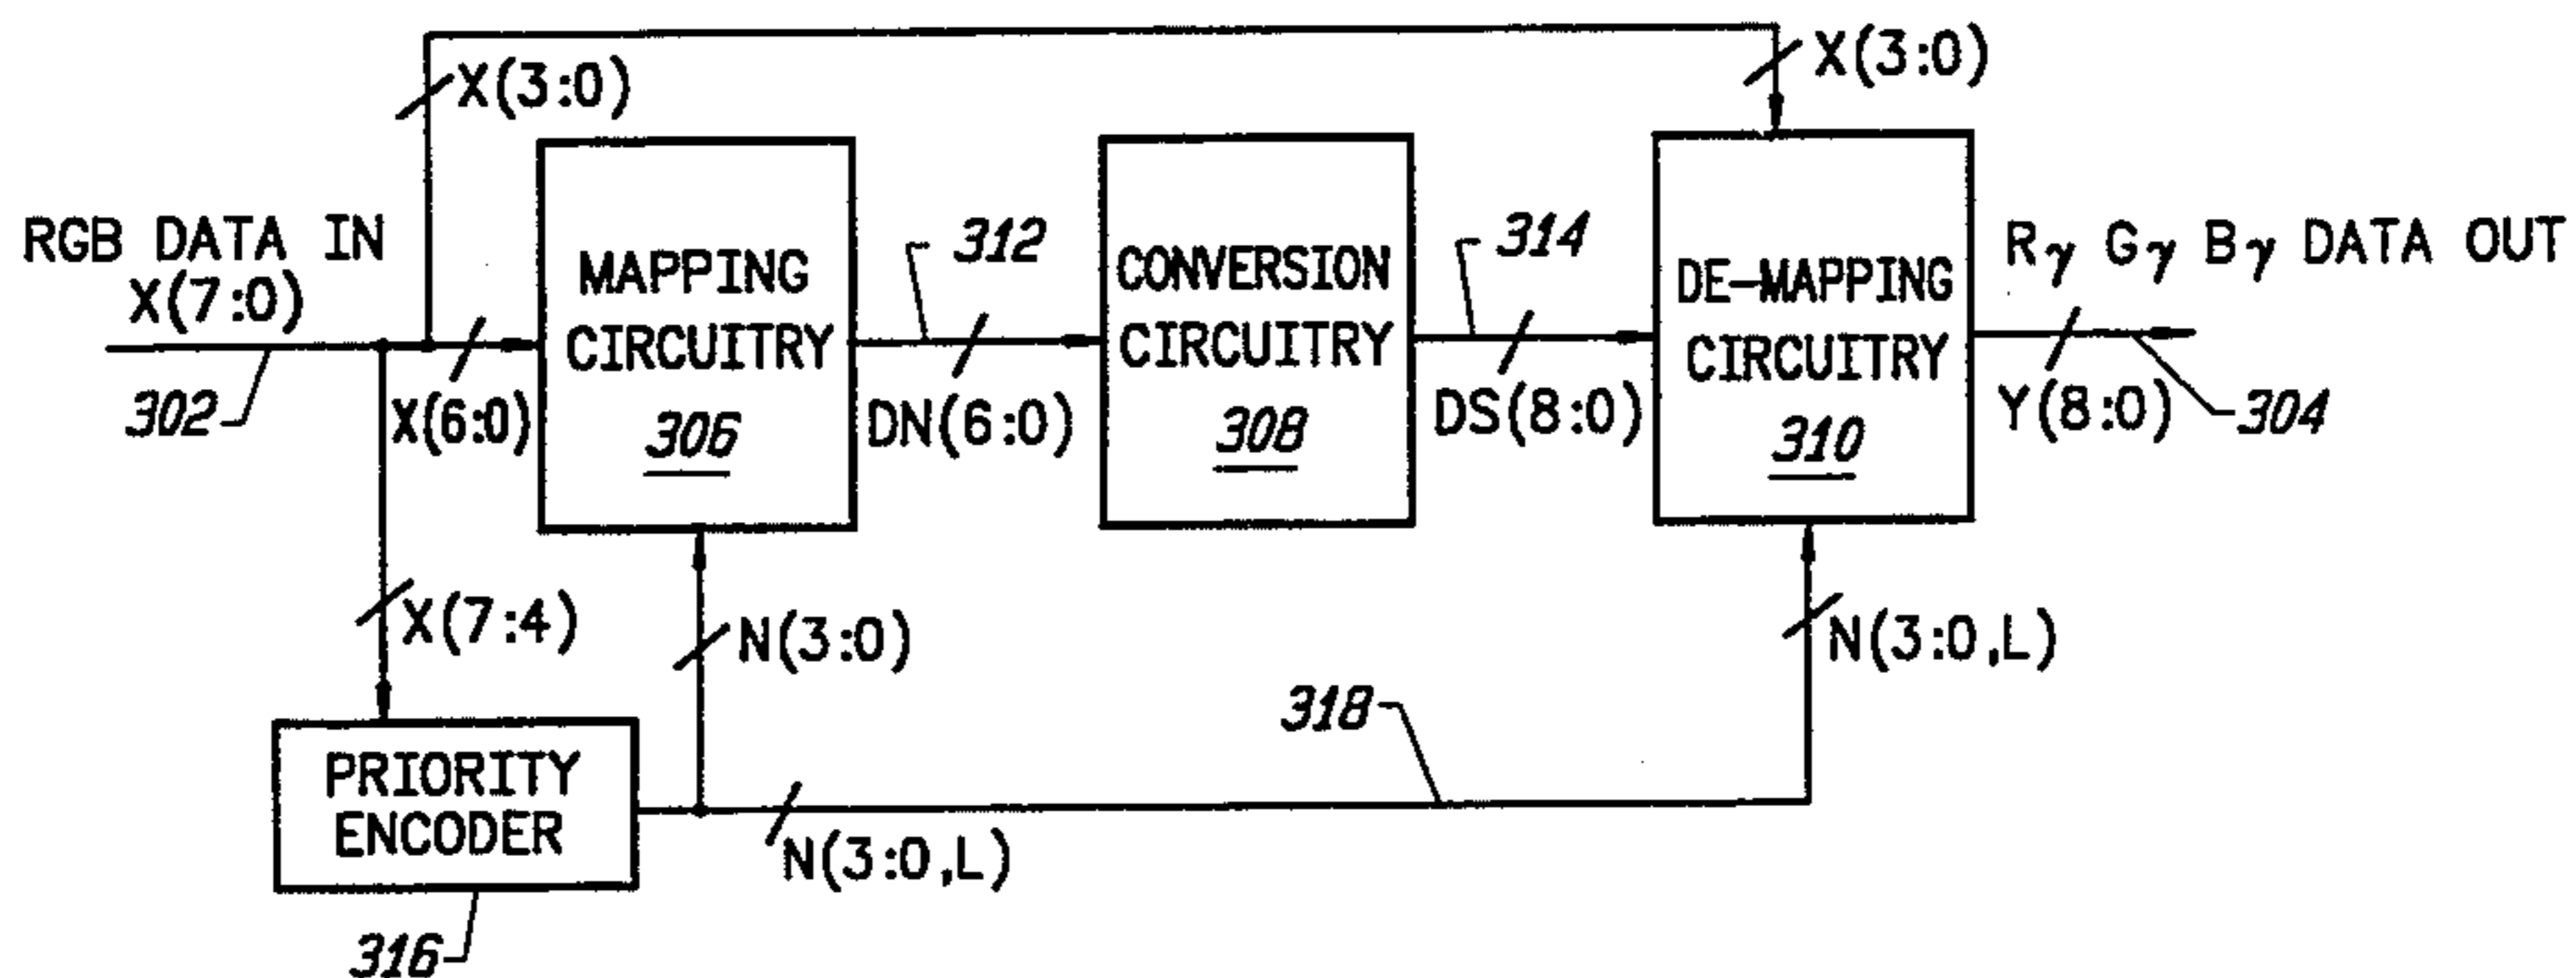 X(3:0)
X(3:0)
RGB DATA IN
X(7:0)
302
X(6:0)
MAPPING
CIRCUITRY
306
312
DN(6:0)
CONVERSION
CIRCUITRY
308
314
DS(8:0)
DE-MAPPING
CIRCUITRY
310
Rγ Gγ Bγ DATA OUT
Y(8:0)
304
X(7:4)
N(3:0)
318
N(3:0,L)
PRIORITY
ENCODER
N(3:0,L)
316